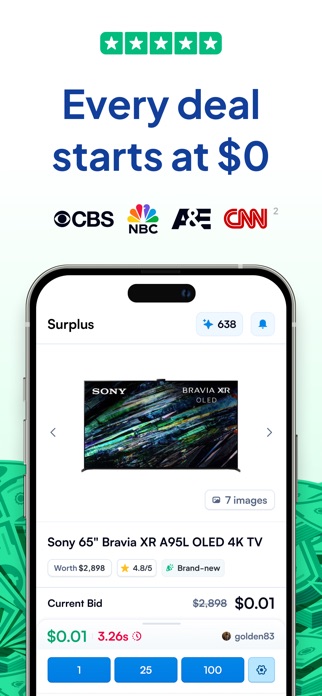 Every deal
starts at $0
CBS NBC A&E CNN 2
Surplus
638
SONY BRAVIA XR
OLED
7 images
Sony 65" Bravia XR A95L OLED 4K TV
Worth $2,898 4.8/5 Brand-new
Current Bid $2,898 $0.01
$0.01 3.26s golden83
1 25 100